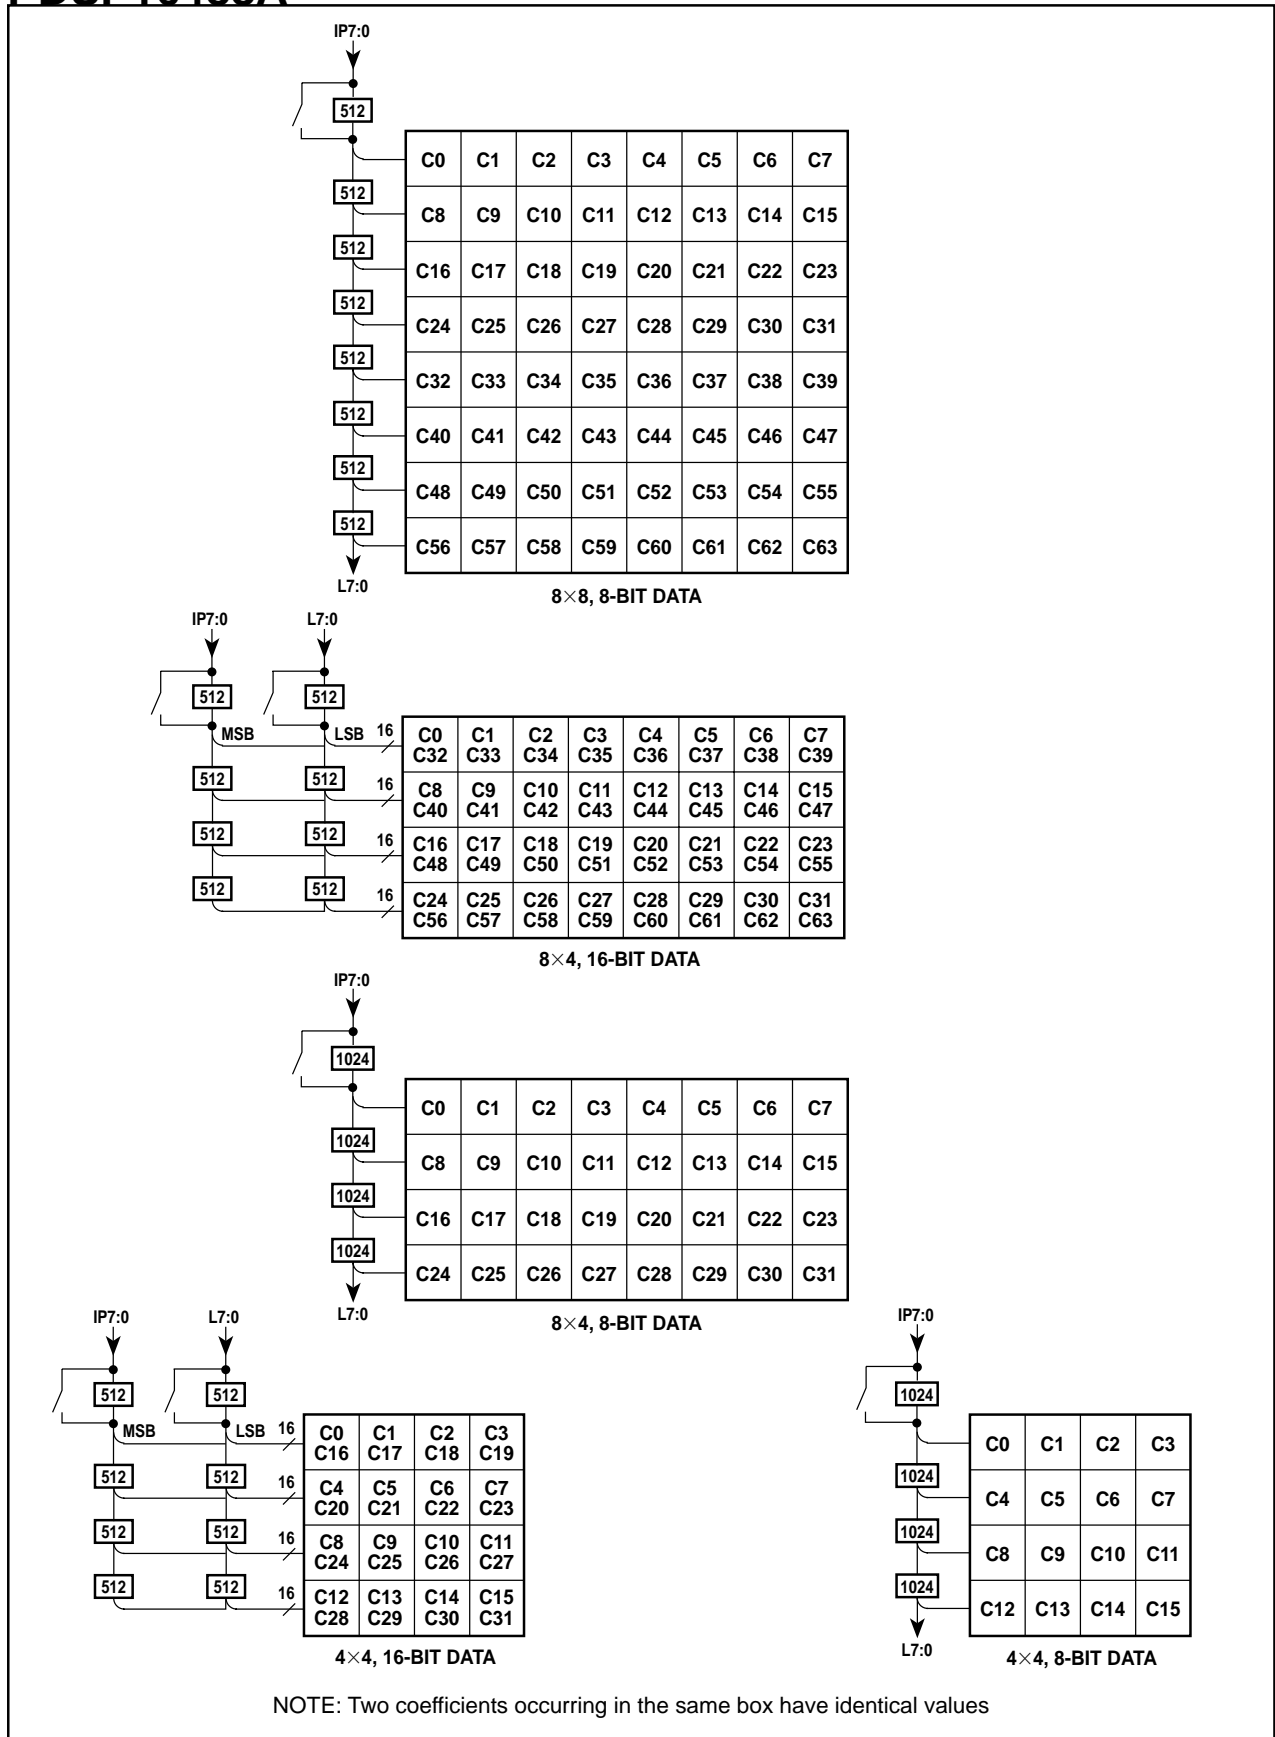 IP7:0
512
C0 C1 C2 C3 C4 C5 C6 C7
512
C8 C9 C10 C11 C12 C13 C14 C15
512
C16 C17 C18 C19 C20 C21 C22 C23
512
C24 C25 C26 C27 C28 C29 C30 C31
512
C32 C33 C34 C35 C36 C37 C38 C39
512
C40 C41 C42 C43 C44 C45 C46 C47
512
C48 C49 C50 C51 C52 C53 C54 C55
512
C56 C57 C58 C59 C60 C61 C62 C63
L7:0
8×8, 8-BIT DATA
IP7:0 L7:0
512 512
MSB LSB 16 C0 C1 C2 C3 C4 C5 C6 C7
C32 C33 C34 C35 C36 C37 C38 C39
512 512 16 C8 C9 C10 C11 C12 C13 C14 C15
C40 C41 C42 C43 C44 C45 C46 C47
512 512 16 C16 C17 C18 C19 C20 C21 C22 C23
C48 C49 C50 C51 C52 C53 C54 C55
512 512 16 C24 C25 C26 C27 C28 C29 C30 C31
C56 C57 C58 C59 C60 C61 C62 C63
8×4, 16-BIT DATA
IP7:0
1024
C0 C1 C2 C3 C4 C5 C6 C7
1024
C8 C9 C10 C11 C12 C13 C14 C15
1024
C16 C17 C18 C19 C20 C21 C22 C23
1024
C24 C25 C26 C27 C28 C29 C30 C31
L7:0
8×4, 8-BIT DATA
IP7:0 L7:0
512 512
MSB LSB 16 C0 C1 C2 C3
C16 C17 C18 C19
512 512 16 C4 C5 C6 C7
C20 C21 C22 C23
512 512 16 C8 C9 C10 C11
C24 C25 C26 C27
512 512 16 C12 C13 C14 C15
C28 C29 C30 C31
4×4, 16-BIT DATA
IP7:0
1024
C0 C1 C2 C3
1024
C4 C5 C6 C7
1024
C8 C9 C10 C11
1024
C12 C13 C14 C15
L7:0
4×4, 8-BIT DATA
NOTE: Two coefficients occurring in the same box have identical values